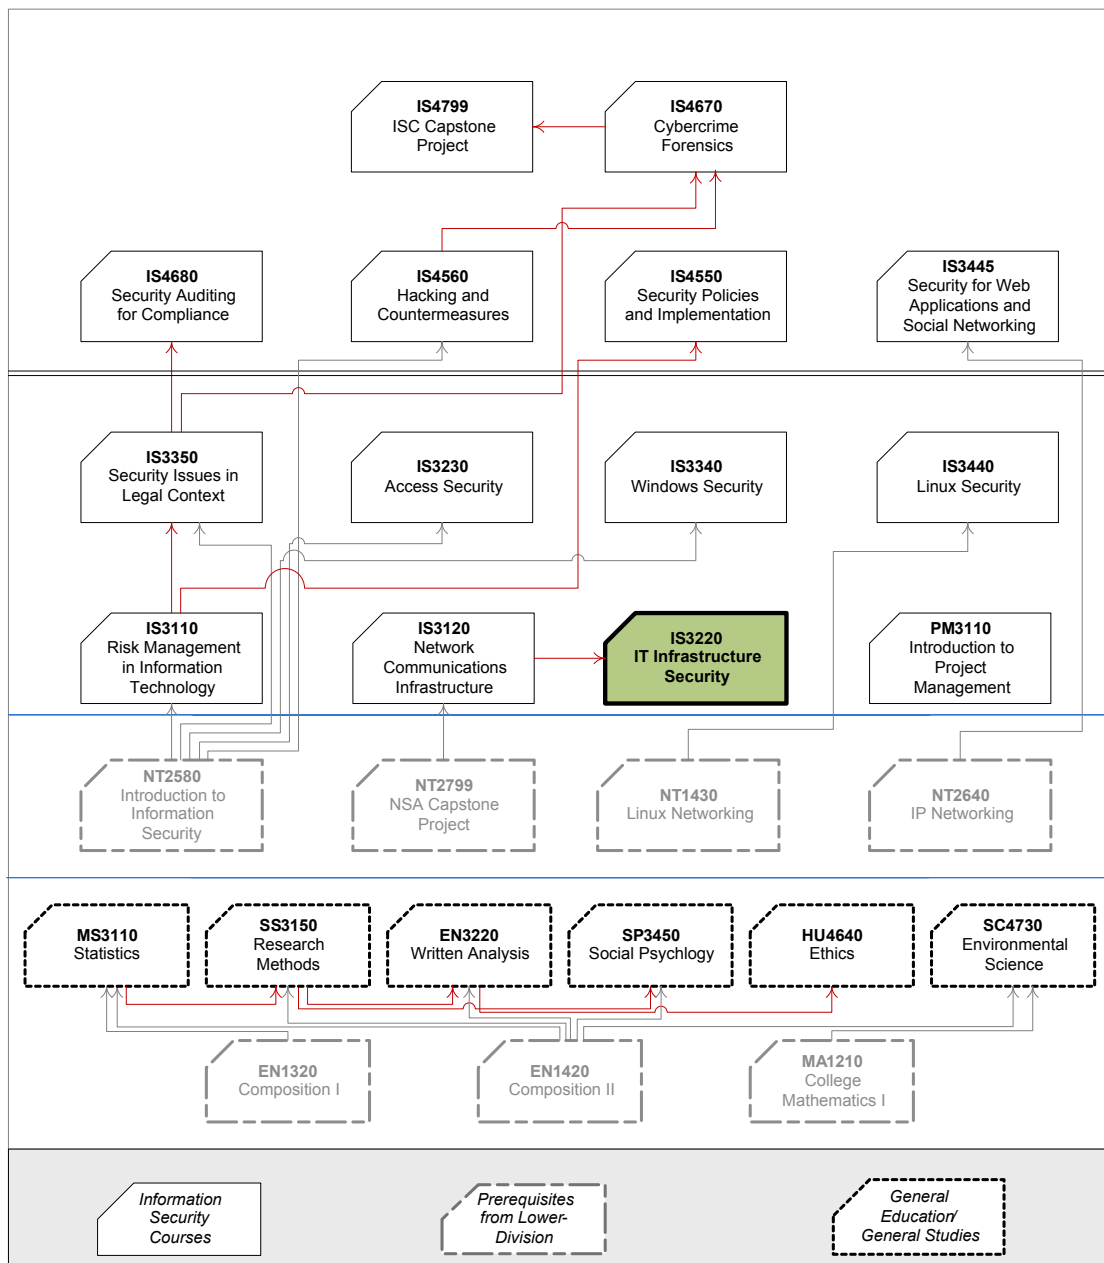 IS4799
ISC Capstone
Project
IS4670
Cybercrime
Forensics
IS4680
Security Auditing
for Compliance
IS4560
Hacking and
Countermeasures
IS4550
Security Policies
and Implementation
IS3445
Security for Web
Applications and
Social Networking
IS3350
Security Issues in
Legal Context
IS3230
Access Security
IS3340
Windows Security
IS3440
Linux Security
IS3110
Risk Management
in Information
Technology
IS3120
Network
Communications
Infrastructure
IS3220
IT Infrastructure
Security
PM3110
Introduction to
Project
Management
NT2580
Introduction to
Information
Security
NT2799
NSA Capstone
Project
NT1430
Linux Networking
NT2640
IP Networking
MS3110
Statistics
SS3150
Research
Methods
EN3220
Written Analysis
SP3450
Social Psychlogy
HU4640
Ethics
SC4730
Environmental
Science
EN1320
Composition I
EN1420
Composition II
MA1210
College
Mathematics I
Information
Security
Courses
Prerequisites
from Lower-
Division
General
Education/
General Studies